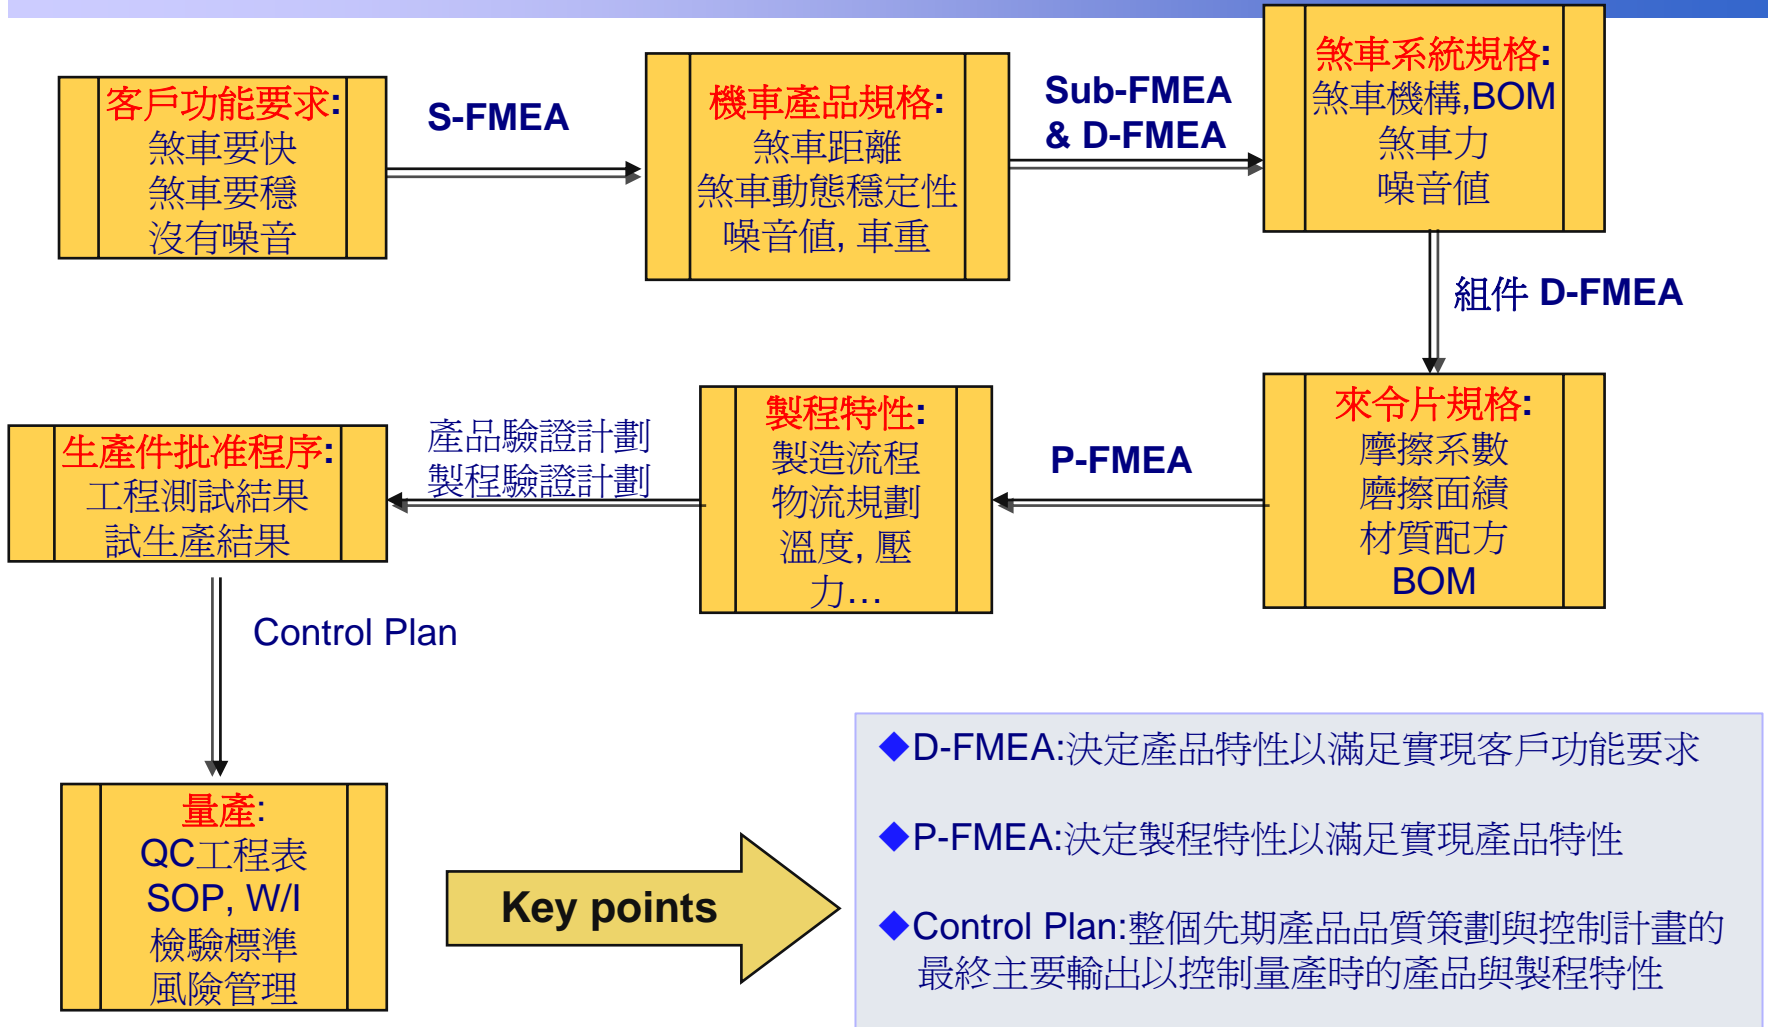 客戶功能要求:
煞車要快
煞車要穩
沒有噪音
S-FMEA
機車產品規格:
煞車距離
煞車動態穩定性
噪音值, 車重
Sub-FMEA
& D-FMEA
煞車系統規格:
煞車機構,BOM
煞車力
噪音值
組件 D-FMEA
來令片規格:
摩擦系數
磨擦面績
材質配方
BOM
P-FMEA
製程特性:
製造流程
物流規劃
溫度, 壓
力…
產品驗證計劃
製程驗證計劃
生產件批准程序:
工程測試結果
試生產結果
Control Plan
量產:
QC工程表
SOP, W/I
檢驗標準
風險管理
Key points
◆D-FMEA:決定產品特性以滿足實現客戶功能要求
◆P-FMEA:決定製程特性以滿足實現產品特性
◆Control Plan:整個先期產品品質策劃與控制計畫的
最終主要輸出以控制量產時的產品與製程特性